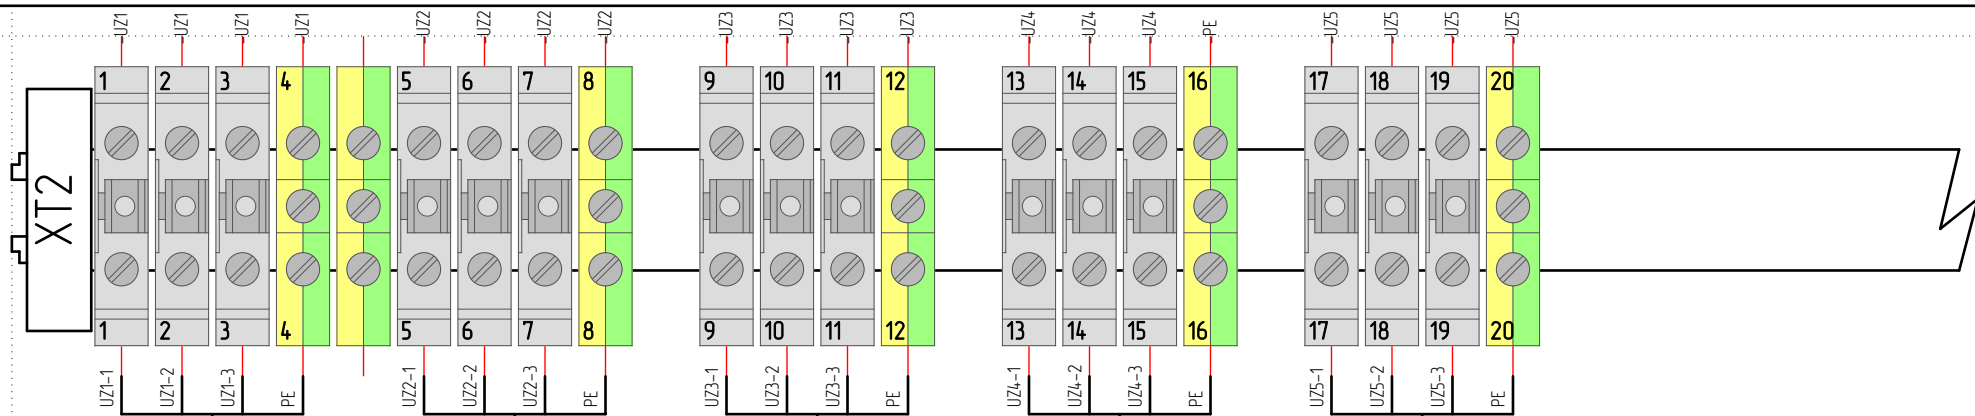 UZ1 UZ1 UZ1 UZ1 UZ2 UZ2 UZ2 UZ2 UZ3 UZ3 UZ3 UZ3 UZ4 UZ4 UZ4 PE UZ5 UZ5 UZ5 UZ5
1 2 3 4 5 6 7 8 9 10 11 12 13 14 15 16 17 18 19 20
XT2
1 2 3 4 5 6 7 8 9 10 11 12 13 14 15 16 17 18 19 20
UZ1-1 UZ1-2 UZ1-3 PE UZ2-1 UZ2-2 UZ2-3 PE UZ3-1 UZ3-2 UZ3-3 PE UZ4-1 UZ4-2 UZ4-3 PE UZ5-1 UZ5-2 UZ5-3 PE